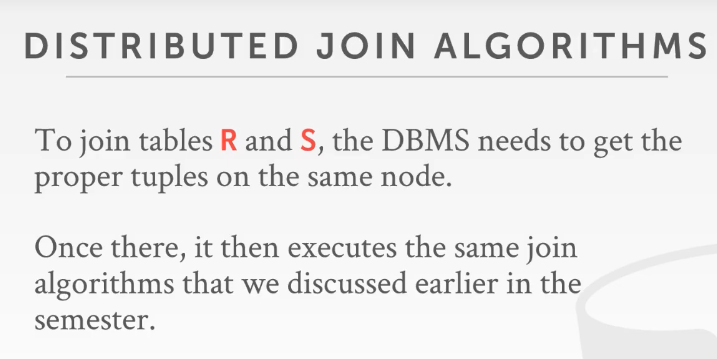 DISTRIBUTED JOIN ALGORITHMS
To join tables R and S, the DBMS needs to get the
proper tuples on the same node.
Once there, it then executes the same join
algorithms that we discussed earlier in the
semester.